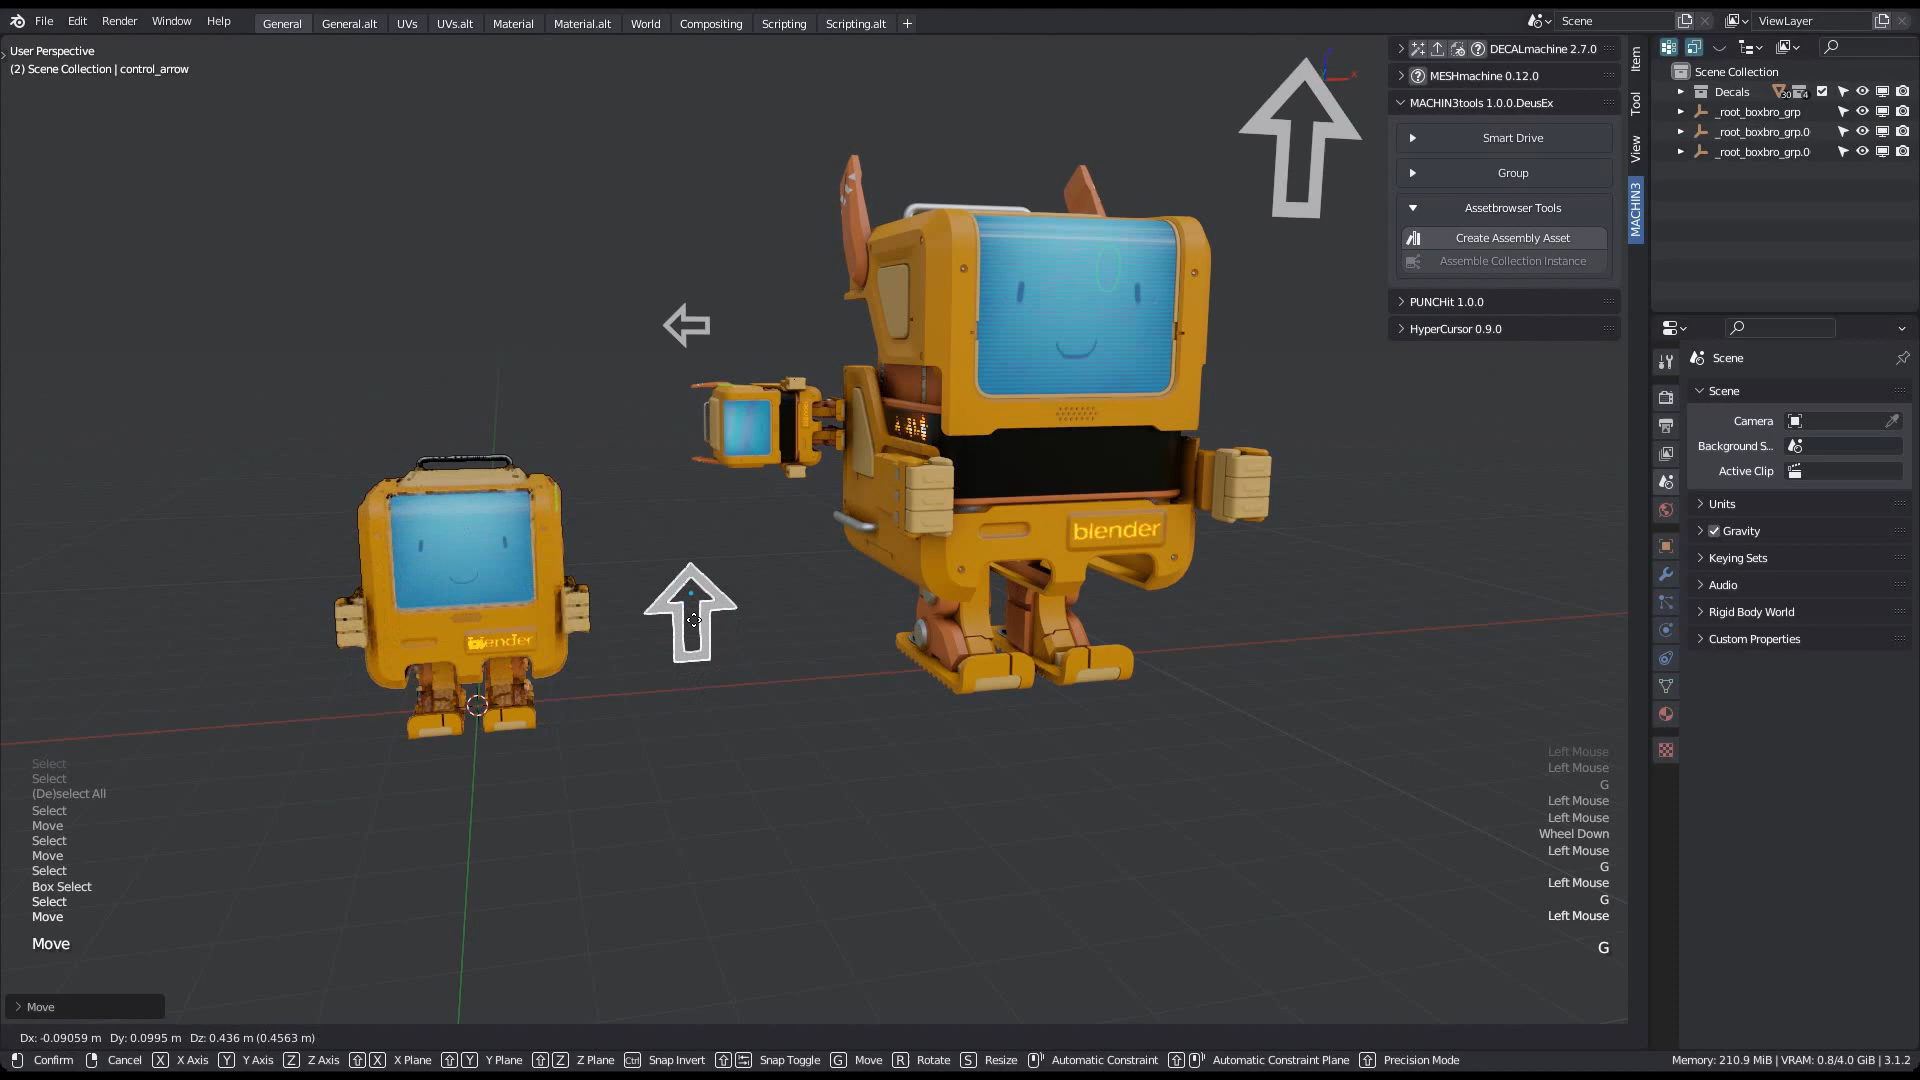 File Edit Render Window Help
General General.alt UVs UVs.alt Material Material.alt World Compositing Scripting Scripting.alt +
Scene
ViewLayer
User Perspective
(2) Scene Collection | control_arrow
DECALmachine 2.7.0
MESHmachine 0.12.0
MACHIN3tools 1.0.0.DeusEx
Smart Drive
Group
Assetbrowser Tools
Create Assembly Asset
Assemble Collection Instance
PUNCHit 1.0.0
HyperCursor 0.9.0
Item
Tool
View
MACHIN3
Scene Collection
Decals 30 4
_root_boxbro_grp
_root_boxbro_grp.0
_root_boxbro_grp.0
Scene
Scene
Camera
Background S...
Active Clip
Units
Gravity
Keying Sets
Audio
Rigid Body World
Custom Properties
blender
blender
Select
Select
(De)select All
Select
Move
Select
Move
Select
Box Select
Select
Move
Move
Left Mouse
Left Mouse
G
Left Mouse
Left Mouse
Wheel Down
Left Mouse
G
Left Mouse
G
Left Mouse
G
Move
Dx: -0.09059 m Dy: 0.0995 m Dz: 0.436 m (0.4563 m)
Confirm Cancel X X Axis Y Y Axis Z Z Axis X X Plane Y Y Plane Z Z Plane Ctrl Snap Invert Snap Toggle G Move R Rotate S Resize Automatic Constraint Automatic Constraint Plane Precision Mode
Memory: 210.9 MiB | VRAM: 0.8/4.0 GiB | 3.1.2